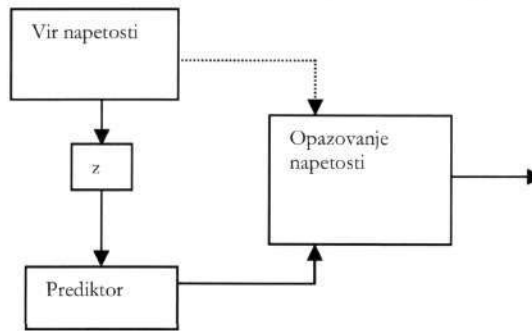 Vir napetosti
z
Opazovanje
napetosti
Prediktor